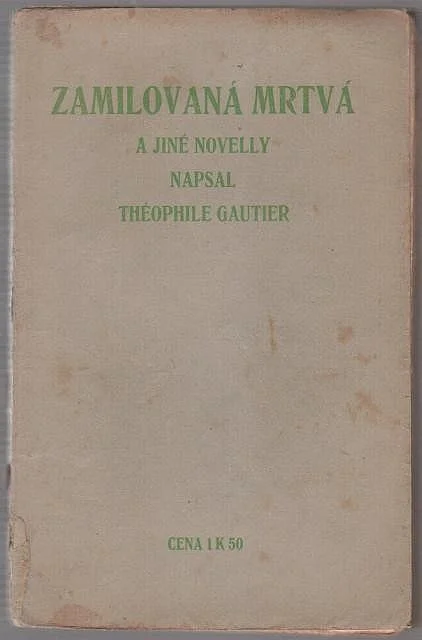 ZAMILOVANÁ MRTVÁ
A JINÉ NOVELLY
NAPSAL
THÉOPHILE GAUTIER
CENA 1 K 50